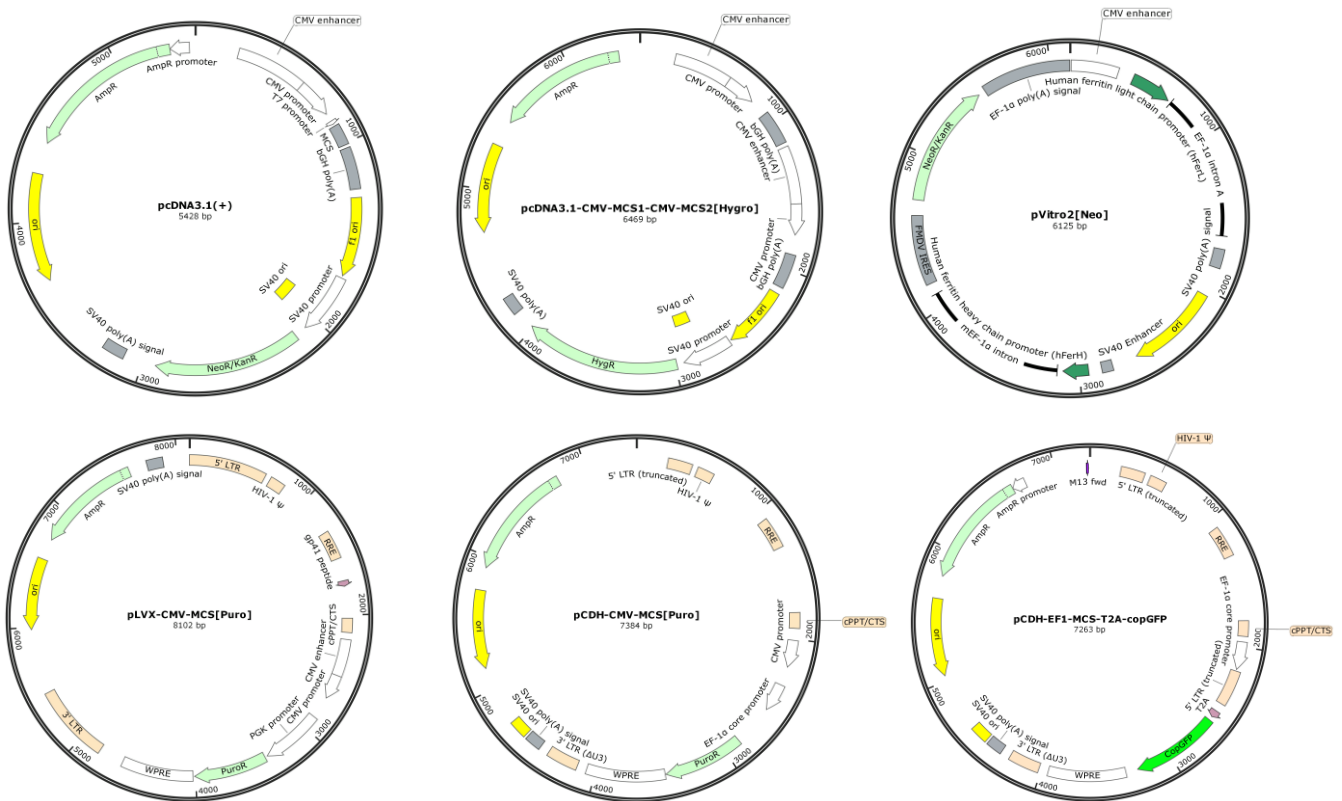 CMV enhancer
5000
AmpR promoter
AmpR
CMV promoter
T7 promoter
1000
MCS
bGH poly(A)
pcDNA3.1(+)
5428 bp
ori
4000
f1 ori
SV40 ori
SV40 promoter
2000
SV40 poly(A) signal
NeoR/KanR
3000
CMV enhancer
6000
AmpR
CMV promoter
1000
bGH poly(A)
CMV enhancer
ori
5000
pcDNA3.1-CMV-MCS1-CMV-MCS2[Hygro]
6469 bp
CMV promoter
bGH poly(A)
2000
SV40 poly(A)
SV40 ori
f1 ori
SV40 promoter
4000
HygR
3000
CMV enhancer
6000
Human ferritin light chain promoter (hFerL)
EF-1α poly(A) signal
1000
EF-1α intron A
NeoR/KanR
5000
pVitro2[Neo]
6125 bp
FMDV IRES
SV40 poly(A) signal
2000
ori
Human ferritin heavy chain promoter (hFerH)
4000
mEF-1α intron
SV40 Enhancer
3000
8000
5' LTR
SV40 poly(A) signal
HIV-1 Ψ
1000
AmpR
7000
RRE
gp41 peptide
ori
pLVX-CMV-MCS[Puro]
8102 bp
2000
cPPT/CTS
6000
CMV enhancer
CMV promoter
3' LTR
PGK promoter
3000
5000
WPRE
PuroR
4000
7000
5' LTR (truncated)
HIV-1 Ψ
1000
AmpR
RRE
6000
ori
pCDH-CMV-MCS[Puro]
7384 bp
cPPT/CTS
2000
CMV promoter
5000
SV40 poly(A) signal
SV40 ori
EF-1α core promoter
3' LTR (ΔU3)
WPRE
PuroR
3000
4000
HIV-1 Ψ
7000
M13 fwd
5' LTR (truncated)
AmpR promoter
1000
AmpR
RRE
6000
ori
pCDH-EF1-MCS-T2A-copGFP
7263 bp
EF-1α core promoter
cPPT/CTS
2000
5' LTR (truncated)
T2A
5000
SV40 poly(A) signal
SV40 ori
CopGFP
3' LTR (ΔU3)
WPRE
3000
4000